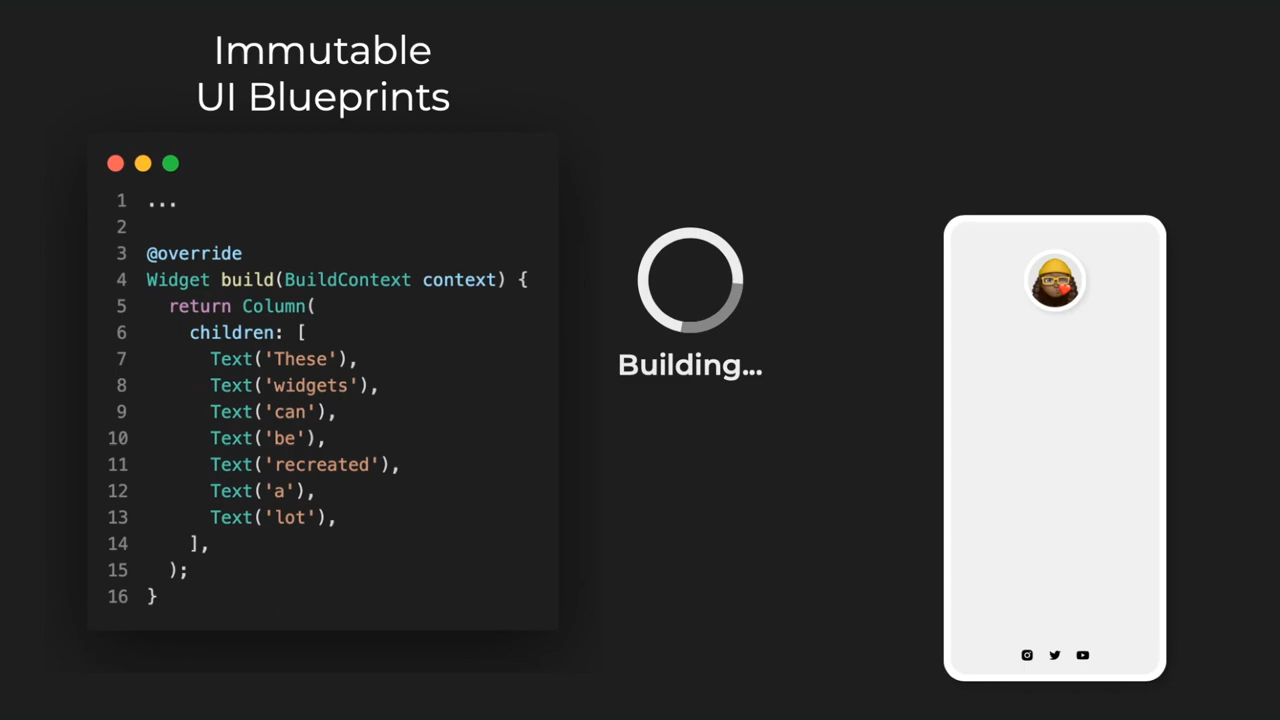 Immutable
UI Blueprints
1 ...
2
3 @override
4 Widget build(BuildContext context) {
5   return Column(
6     children: [
7       Text('These'),
8       Text('widgets'),
9       Text('can'),
10       Text('be'),
11       Text('recreated'),
12       Text('a'),
13       Text('lot'),
14     ],
15   );
16 }
Building...